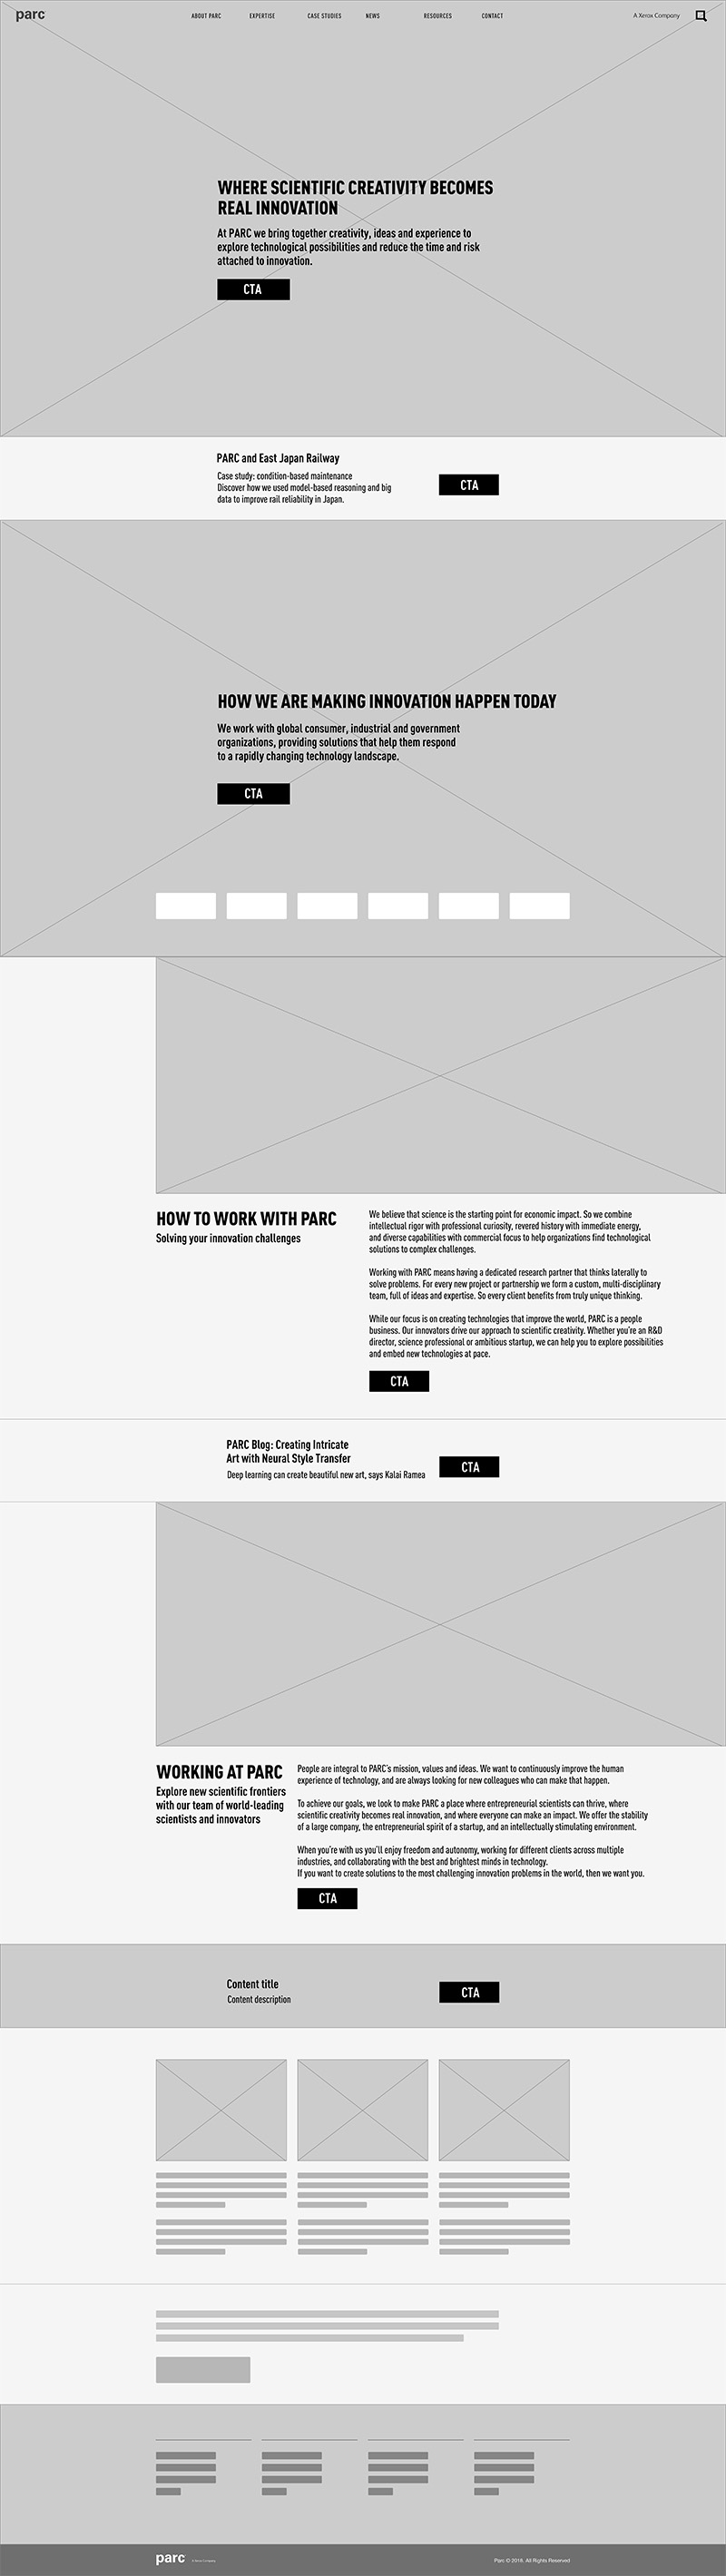 parc
ABOUT PARC
EXPERTISE
CASE STUDIES
NEWS
RESOURCES
CONTACT
A Xerox Company
WHERE SCIENTIFIC CREATIVITY BECOMES
REAL INNOVATION
At PARC we bring together creativity, ideas and experience to
explore technological possibilities and reduce the time and risk
attached to innovation.
CTA
PARC and East Japan Railway
Case study: condition-based maintenance
Discover how we used model-based reasoning and big
data to improve rail reliability in Japan.
CTA
HOW WE ARE MAKING INNOVATION HAPPEN TODAY
We work with global consumer, industrial and government
organizations, providing solutions that help them respond
to a rapidly changing technology landscape.
CTA
HOW TO WORK WITH PARC
Solving your innovation challenges
We believe that science is the starting point for economic impact. So we combine
intellectual rigor with professional curiosity, revered history with immediate energy,
and diverse capabilities with commercial focus to help organizations find technological
solutions to complex challenges.
Working with PARC means having a dedicated research partner that thinks laterally to
solve problems. For every new project or partnership we form a custom, multi-disciplinary
team, full of ideas and expertise. So every client benefits from truly unique thinking.
While our focus is on creating technologies that improve the world, PARC is a people
business. Our innovators drive our approach to scientific creativity. Whether you're an R&D
director, science professional or ambitious startup, we can help you to explore possibilities
and embed new technologies at pace.
CTA
PARC Blog: Creating Intricate
Art with Neural Style Transfer
Deep learning can create beautiful new art, says Kalai Ramea
CTA
WORKING AT PARC
Explore new scientific frontiers
with our team of world-leading
scientists and innovators
People are integral to PARC's mission, values and ideas. We want to continuously improve the human
experience of technology, and are always looking for new colleagues who can make that happen.
To achieve our goals, we look to make PARC a place where entrepreneurial scientists can thrive, where
scientific creativity becomes real innovation, and where everyone can make an impact. We offer the stability
of a large company, the entrepreneurial spirit of a startup, and an intellectually stimulating environment.
When you're with us you'll enjoy freedom and autonomy, working for different clients across multiple
industries, and collaborating with the best and brightest minds in technology.
If you want to create solutions to the most challenging innovation problems in the world, then we want you.
CTA
Content title
Content description
CTA
parc
A Xerox Company
Parc © 2018. All Rights Reserved